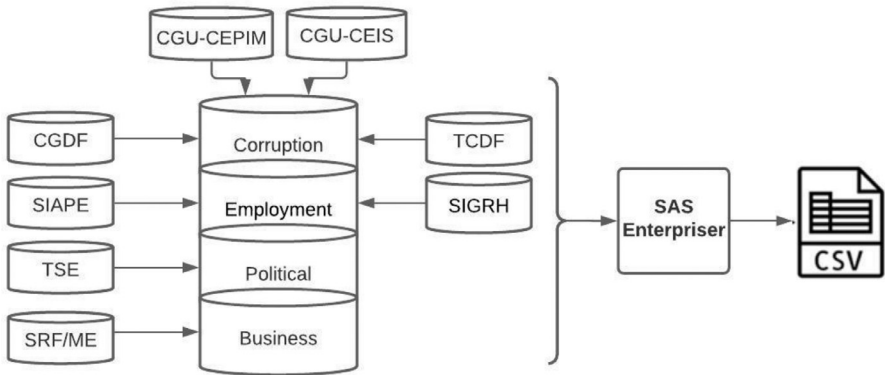 CGU-CEPIM
CGU-CEIS
CGDF
Corruption
TCDF
SIAPE
Employment
SIGRH
SAS
Enterpriser
TSE
Political
CSV
SRF/ME
Business